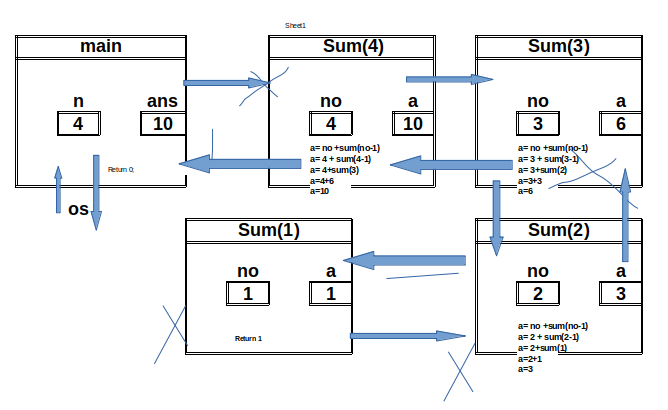 Sheet1
main
n ans
4 10
Return 0;
os
Sum(4)
no a
4 10
a= no +sum(no-1)
a= 4 + sum(4-1)
a= 4+sum(3)
a=4+6
a=10
Sum(3)
no a
3 6
a= no +sum(no-1)
a= 3 + sum(3-1)
a= 3+sum(2)
a=3+3
a=6
Sum(1)
no a
1 1
Return 1
Sum(2)
no a
2 3
a= no +sum(no-1)
a= 2 + sum(2-1)
a= 2+sum(1)
a=2+1
a=3